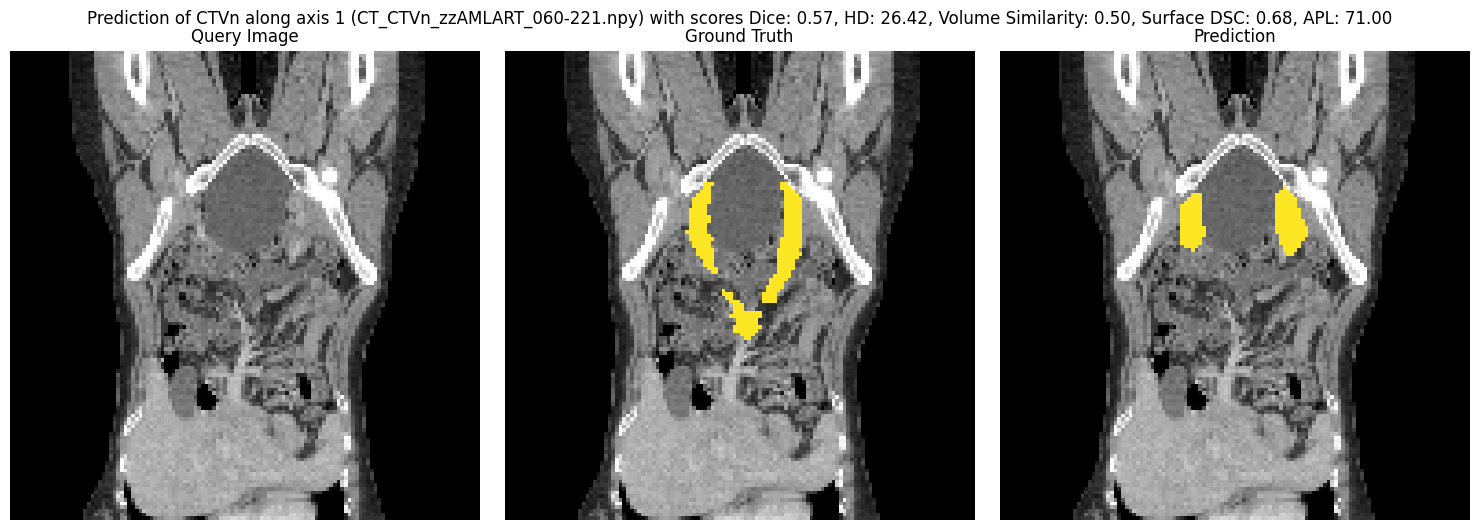 Prediction of CTVn along axis 1 (CT_CTVn_zzAMLART_060-221.npy) with scores Dice: 0.57, HD: 26.42, Volume Similarity: 0.50, Surface DSC: 0.68, APL: 71.00
Query Image
Ground Truth
Prediction